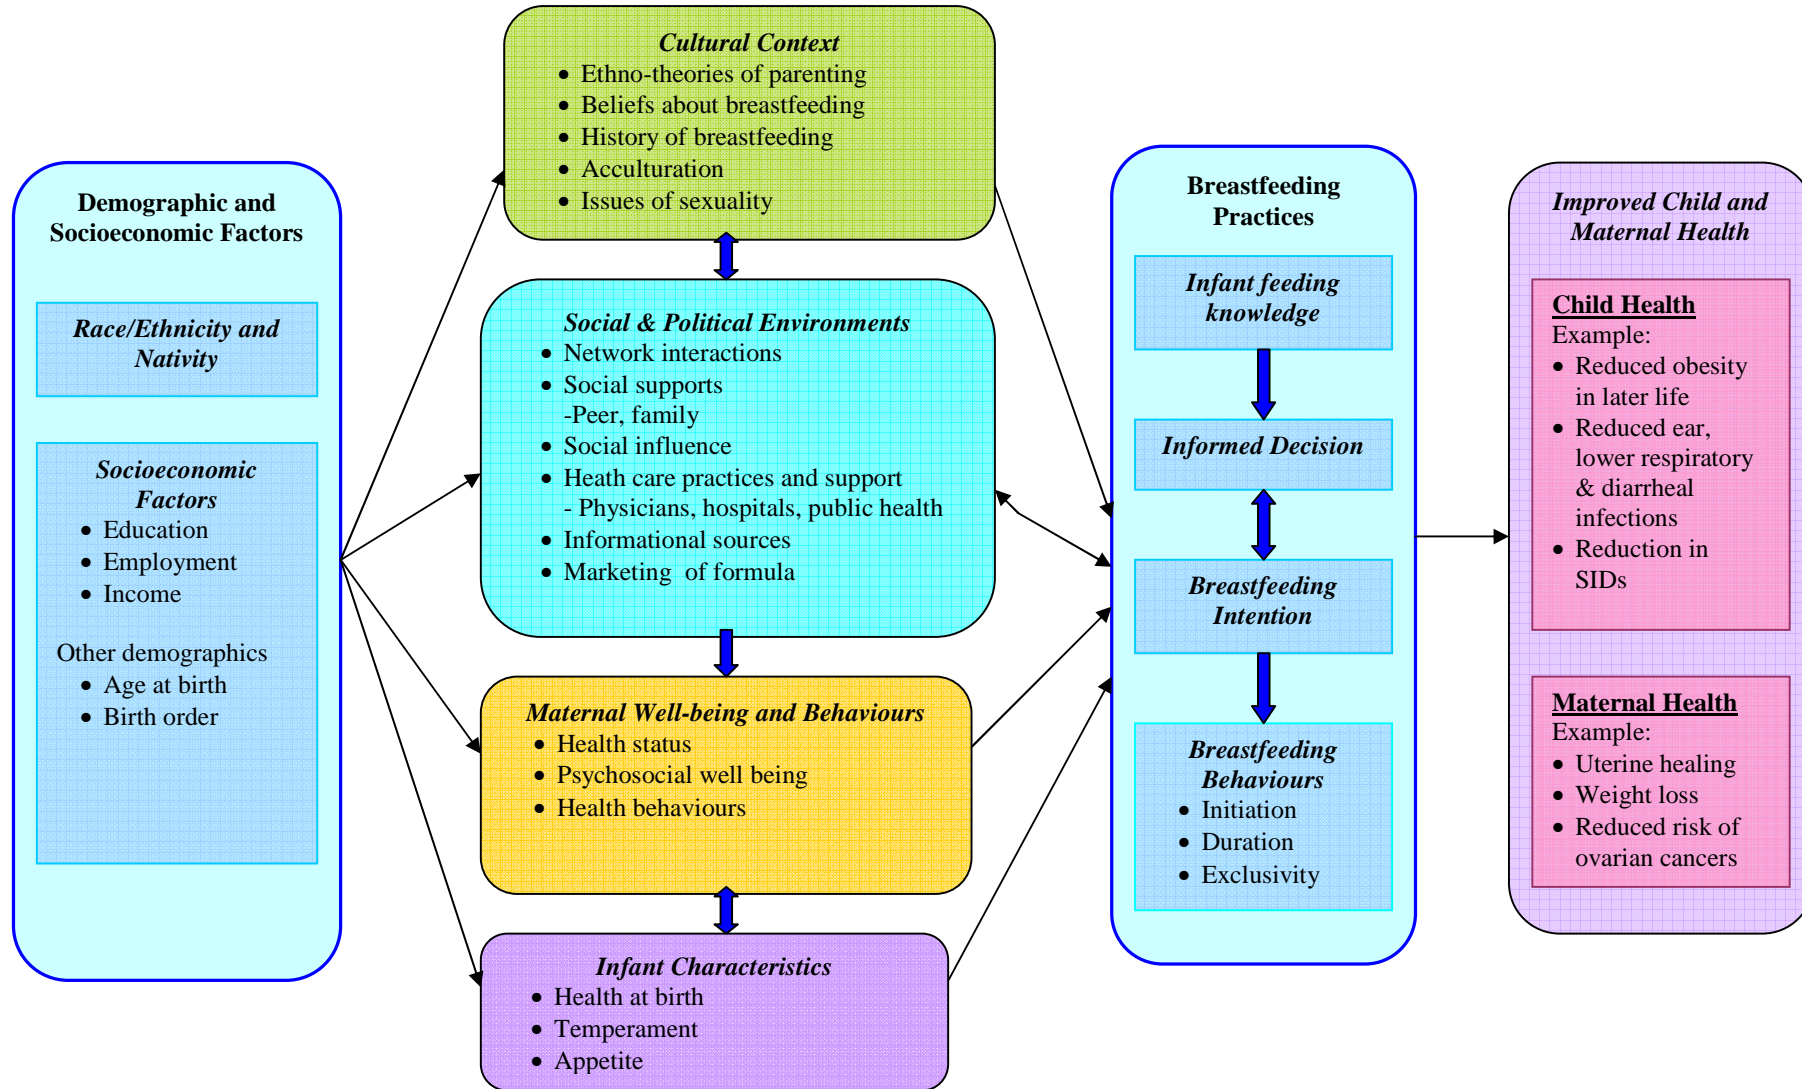 Demographic and
Socioeconomic Factors
Race/Ethnicity and
Nativity
Socioeconomic
Factors
• Education
• Employment
• Income
Other demographics
• Age at birth
• Birth order
Cultural Context
• Ethno-theories of parenting
• Beliefs about breastfeeding
• History of breastfeeding
• Acculturation
• Issues of sexuality
Social & Political Environments
• Network interactions
• Social supports
-Peer, family
• Social influence
• Heath care practices and support
- Physicians, hospitals, public health
• Informational sources
• Marketing of formula
Maternal Well-being and Behaviours
• Health status
• Psychosocial well being
• Health behaviours
Infant Characteristics
• Health at birth
• Temperament
• Appetite
Breastfeeding
Practices
Infant feeding
knowledge
Informed Decision
Breastfeeding
Intention
Breastfeeding
Behaviours
• Initiation
• Duration
• Exclusivity
Improved Child and
Maternal Health
Child Health
Example:
• Reduced obesity
in later life
• Reduced ear,
lower respiratory
& diarrheal
infections
• Reduction in
SIDs
Maternal Health
Example:
• Uterine healing
• Weight loss
• Reduced risk of
ovarian cancers